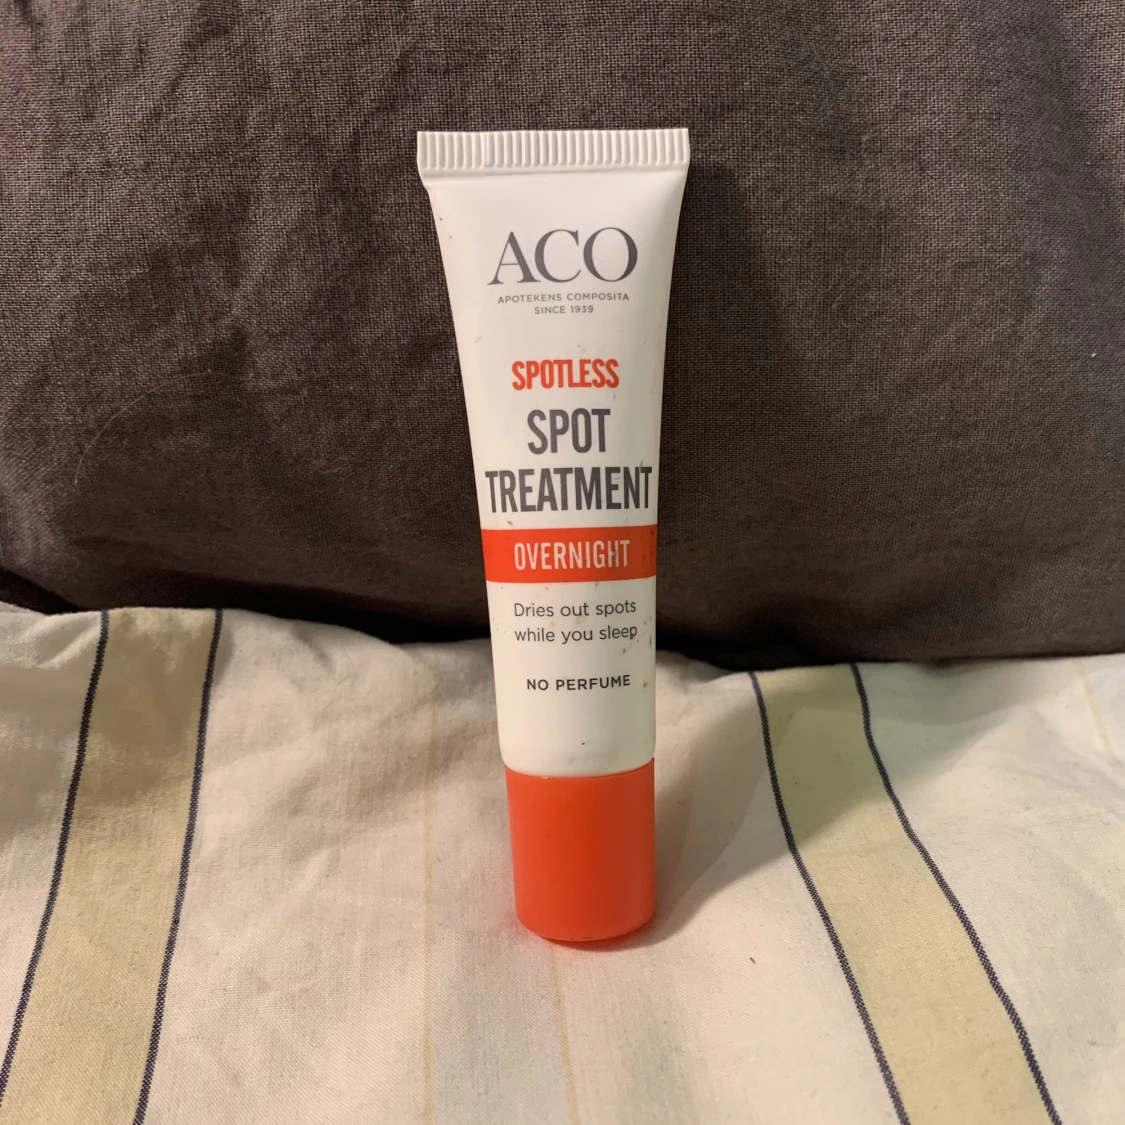 ACO
APOTEKENS COMPOSITA
SINCE 1939
SPOTLESS
SPOT
TREATMENT
OVERNIGHT
Dries out spots
while you sleep
NO PERFUME